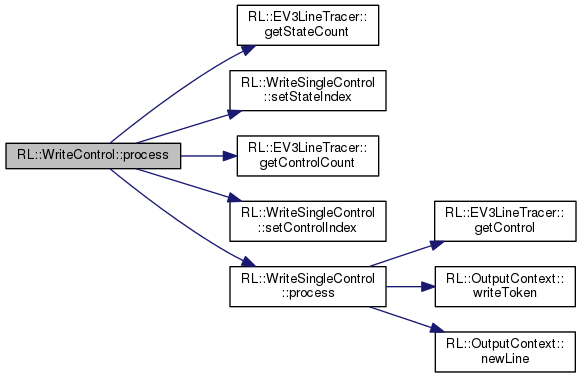 RL::EV3LineTracer::
getStateCount
RL::WriteSingleControl
::setStateIndex
RL::WriteControl::process
RL::EV3LineTracer::
getControlCount
RL::WriteSingleControl
::setControlIndex
RL::EV3LineTracer::
getControl
RL::WriteSingleControl
::process
RL::OutputContext::
writeToken
RL::OutputContext::
newLine